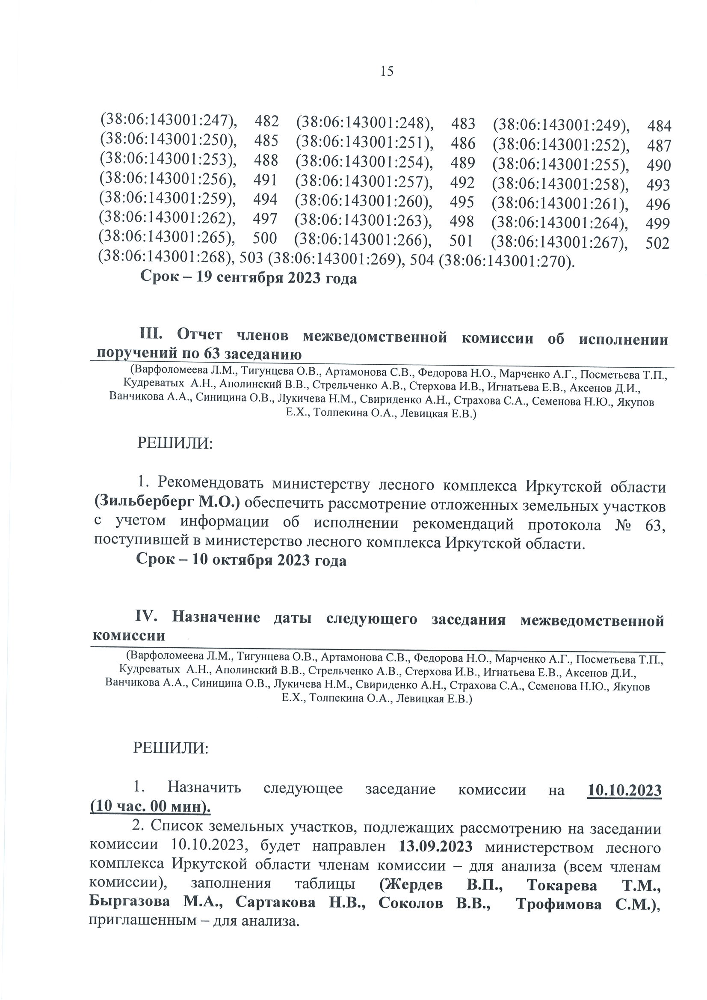 15
(38:06:143001:247), 482 (38:06:143001:248), 483 (38:06:143001:249), 484
(38:06:143001:250), 485 (38:06:143001:251), 486 (38:06:143001:252), 487
(38:06:143001:253), 488 (38:06:143001:254), 489 (38:06:143001:255), 490
(38:06:143001:256), 491 (38:06:143001:257), 492 (38:06:143001:258), 493
(38:06:143001:259), 494 (38:06:143001:260), 495 (38:06:143001:261), 496
(38:06:143001:262), 497 (38:06:143001:263), 498 (38:06:143001:264), 499
(38:06:143001:265), 500 (38:06:143001:266), 501 (38:06:143001:267), 502
(38:06:143001:268), 503 (38:06:143001:269), 504 (38:06:143001:270).
Срок – 19 сентября 2023 года
III. Отчет членов межведомственной комиссии об исполнении
поручений по 63 заседанию
(Варфоломеева Л.М., Тигунцева О.В., Артамонова С.В., Федорова Н.О., Марченко А.Г., Посметьева Т.П.,
Кудреватых А.Н., Аполинский В.В., Стрельченко А.В., Стерхова И.В., Игнатьева Е.В., Аксенов Д.И.,
Ванчикова А.А., Синицина О.В., Лукичева Н.М., Свириденко А.Н., Страхова С.А., Семенова Н.Ю., Якупов
Е.Х., Толпекина О.А., Левицкая Е.В.)
РЕШИЛИ:
1. Рекомендовать министерству лесного комплекса Иркутской области
(Зильберберг М.О.) обеспечить рассмотрение отложенных земельных участков
с учетом информации об исполнении рекомендаций протокола № 63,
поступившей в министерство лесного комплекса Иркутской области.
Срок – 10 октября 2023 года
IV. Назначение даты следующего заседания межведомственной
комиссии
(Варфоломеева Л.М., Тигунцева О.В., Артамонова С.В., Федорова Н.О., Марченко А.Г., Посметьева Т.П.,
Кудреватых А.Н., Аполинский В.В., Стрельченко А.В., Стерхова И.В., Игнатьева Е.В., Аксенов Д.И.,
Ванчикова А.А., Синицина О.В., Лукичева Н.М., Свириденко А.Н., Страхова С.А., Семенова Н.Ю., Якупов
Е.Х., Толпекина О.А., Левицкая Е.В.)
РЕШИЛИ:
1. Назначить следующее заседание комиссии на 10.10.2023
(10 час. 00 мин).
2. Список земельных участков, подлежащих рассмотрению на заседании
комиссии 10.10.2023, будет направлен 13.09.2023 министерством лесного
комплекса Иркутской области членам комиссии – для анализа (всем членам
комиссии), заполнения таблицы (Жердев В.П., Токарева Т.М.,
Быргазова М.А., Сартакова Н.В., Соколов В.В., Трофимова С.М.),
приглашенным – для анализа.